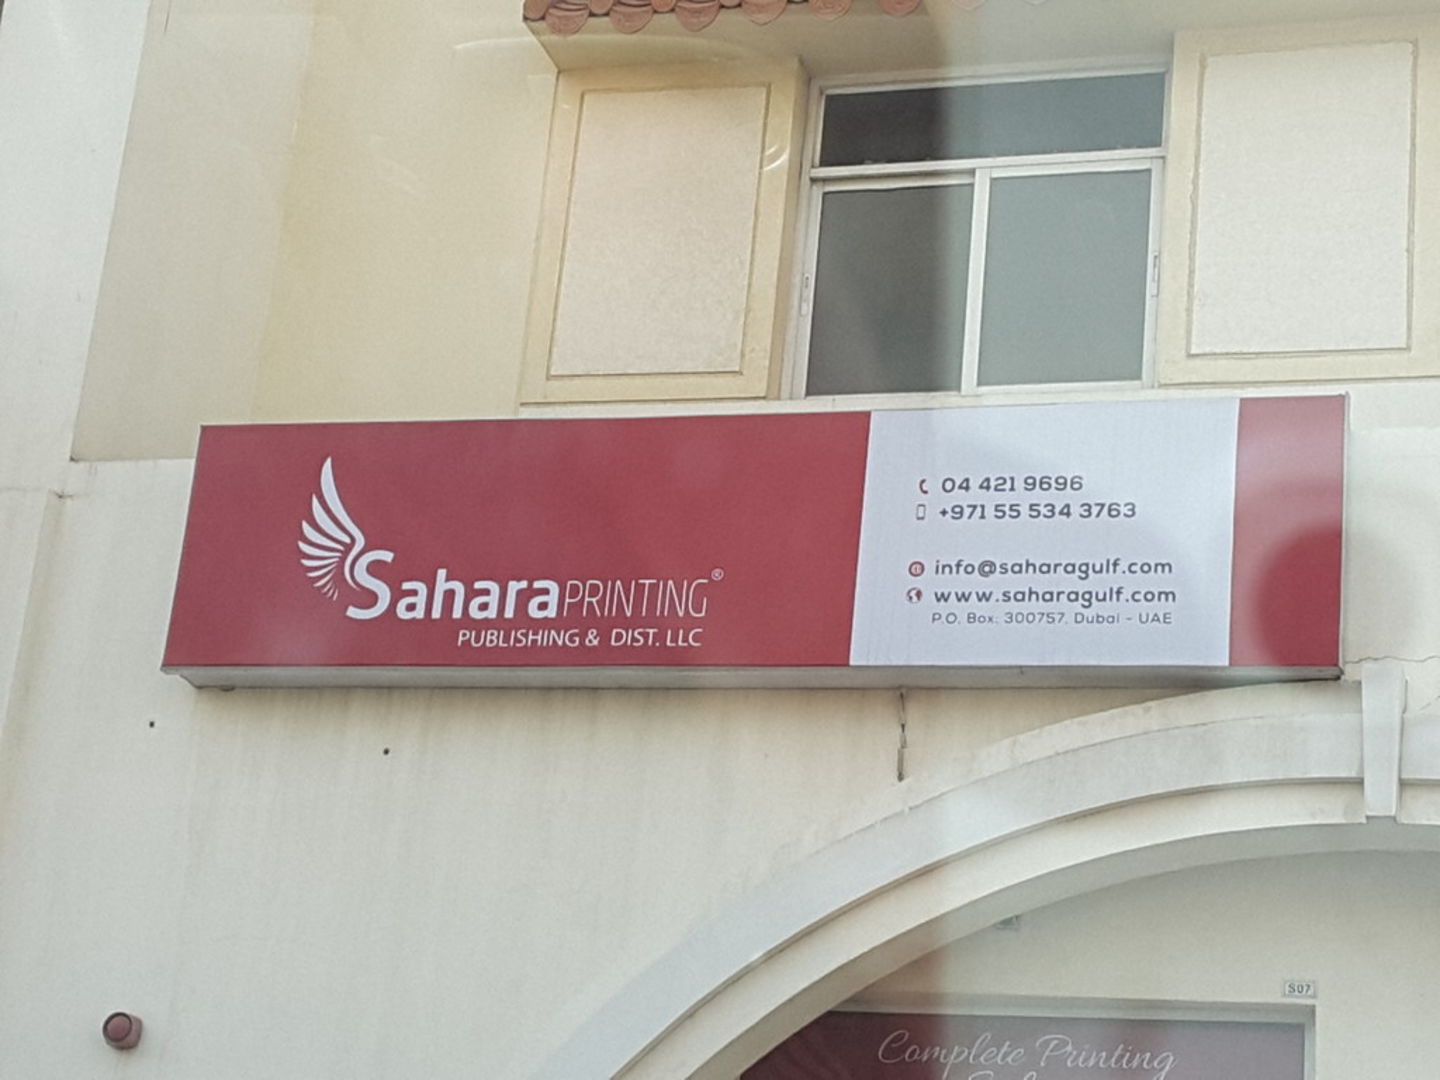 Sahara PRINTING®
PUBLISHING & DIST. LLC
04 421 9696
+971 55 534 3763
info@saharagulf.com
www.saharagulf.com
P.O. Box: 300757, Dubai - UAE
S07
Complete Printing